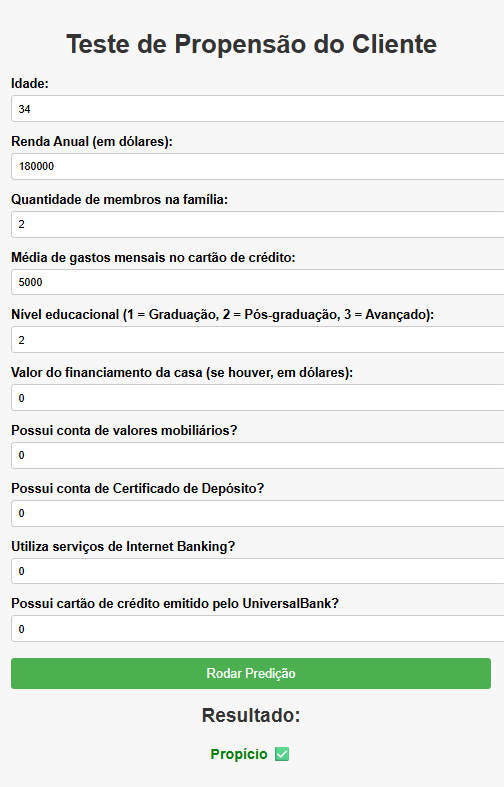 Teste de Propensão do Cliente
Idade:
34
Renda Anual (em dólares):
180000
Quantidade de membros na família:
2
Média de gastos mensais no cartão de crédito:
5000
Nível educacional (1 = Graduação, 2 = Pós-graduação, 3 = Avançado):
2
Valor do financiamento da casa (se houver, em dólares):
0
Possui conta de valores mobiliários?
0
Possui conta de Certificado de Depósito?
0
Utiliza serviços de Internet Banking?
0
Possui cartão de crédito emitido pelo UniversalBank?
0
Rodar Predição
Resultado:
Propício ✅